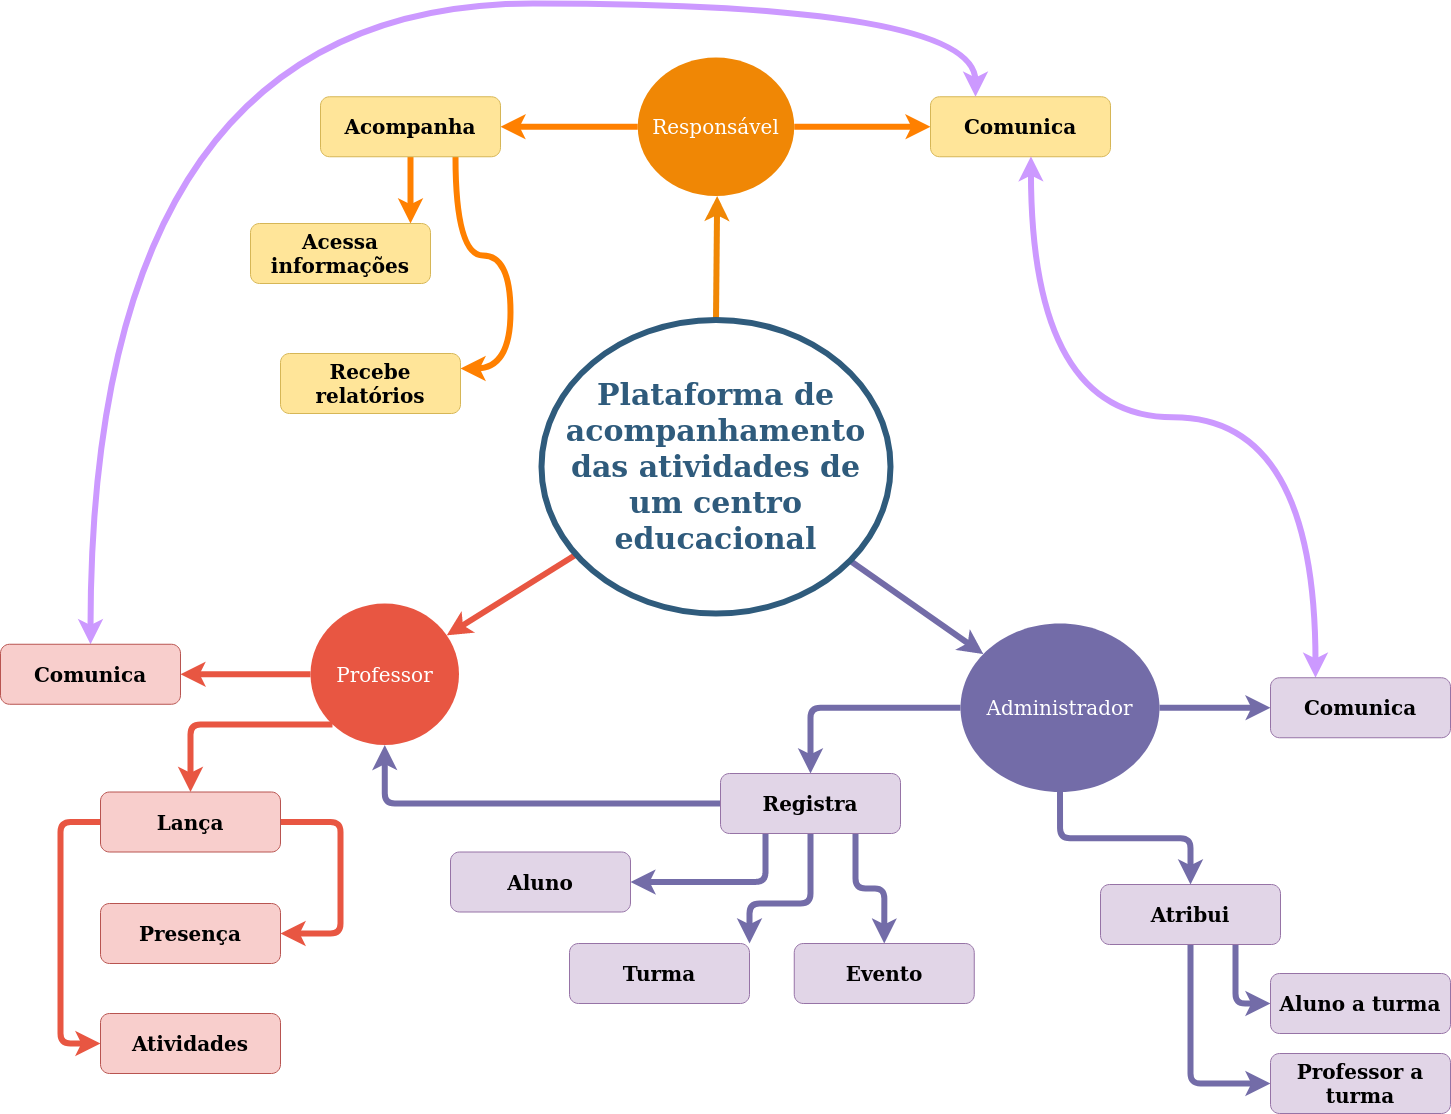 Acompanha
Responsável
Comunica
Acessa
informações
Recebe
relatórios
Plataforma de
acompanhamento
das atividades de
um centro
educacional
Comunica
Professor
Administrador
Comunica
Lança
Registra
Aluno
Atribui
Presença
Turma
Evento
Aluno a turma
Atividades
Professor a
turma